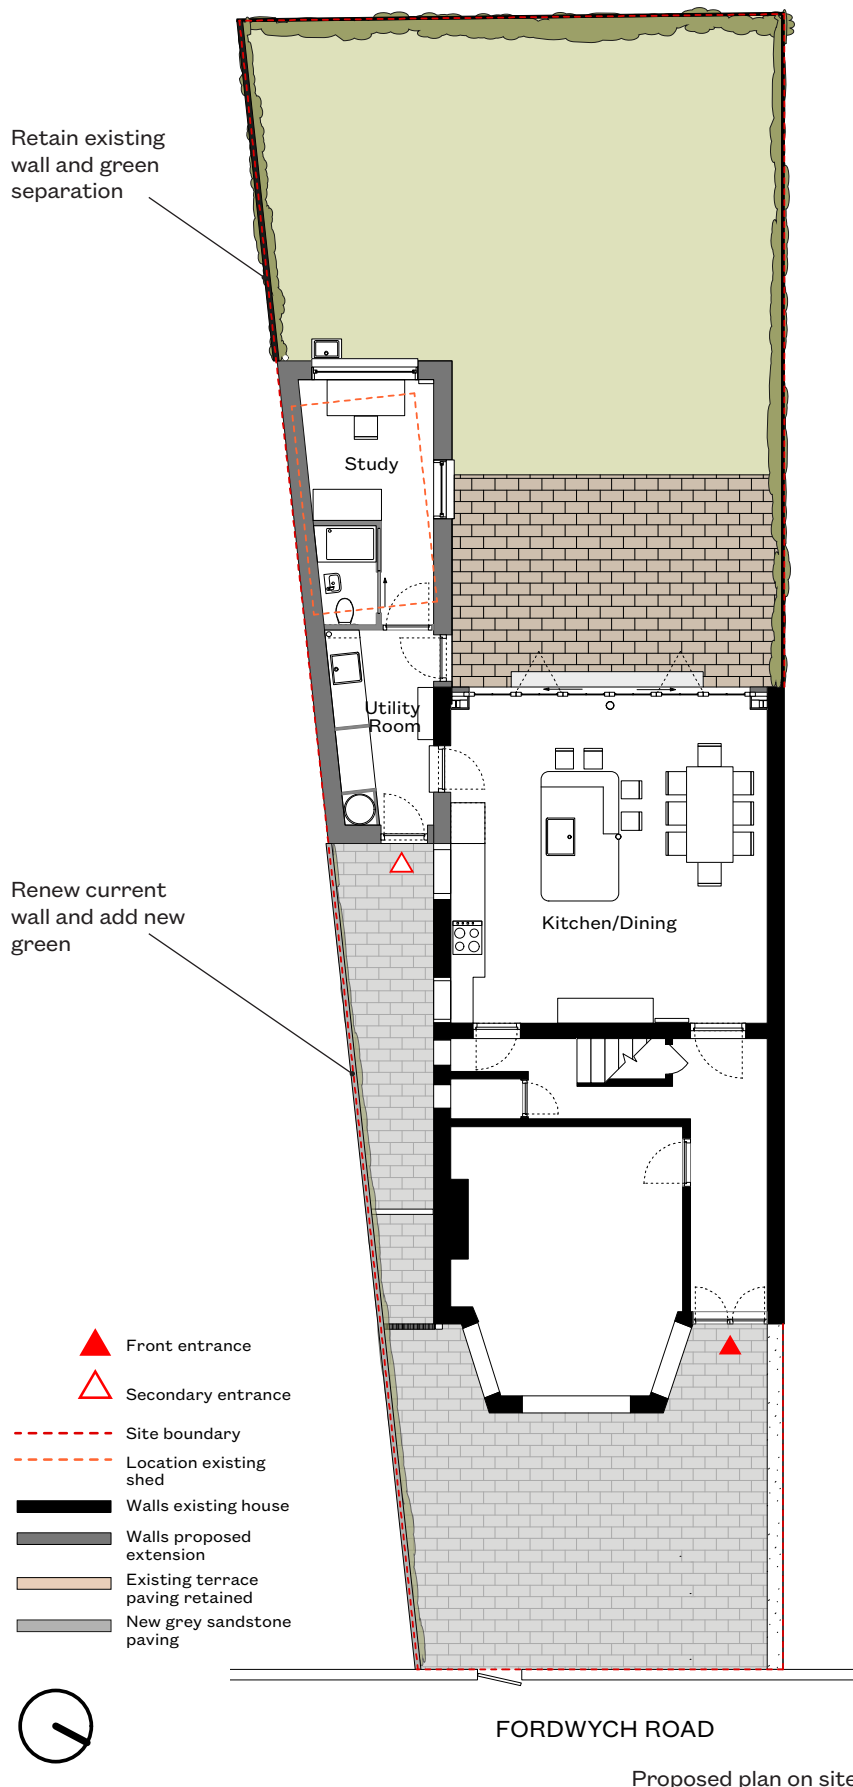 Retain existing
wall and green
separation
Study
Utility
Room
Renew current
wall and add new
green
Kitchen/Dining
Front entrance
Secondary entrance
Site boundary
Location existing
shed
Walls existing house
Walls proposed
extension
Existing terrace
paving retained
New grey sandstone
paving
FORDWYCH ROAD
Proposed plan on site